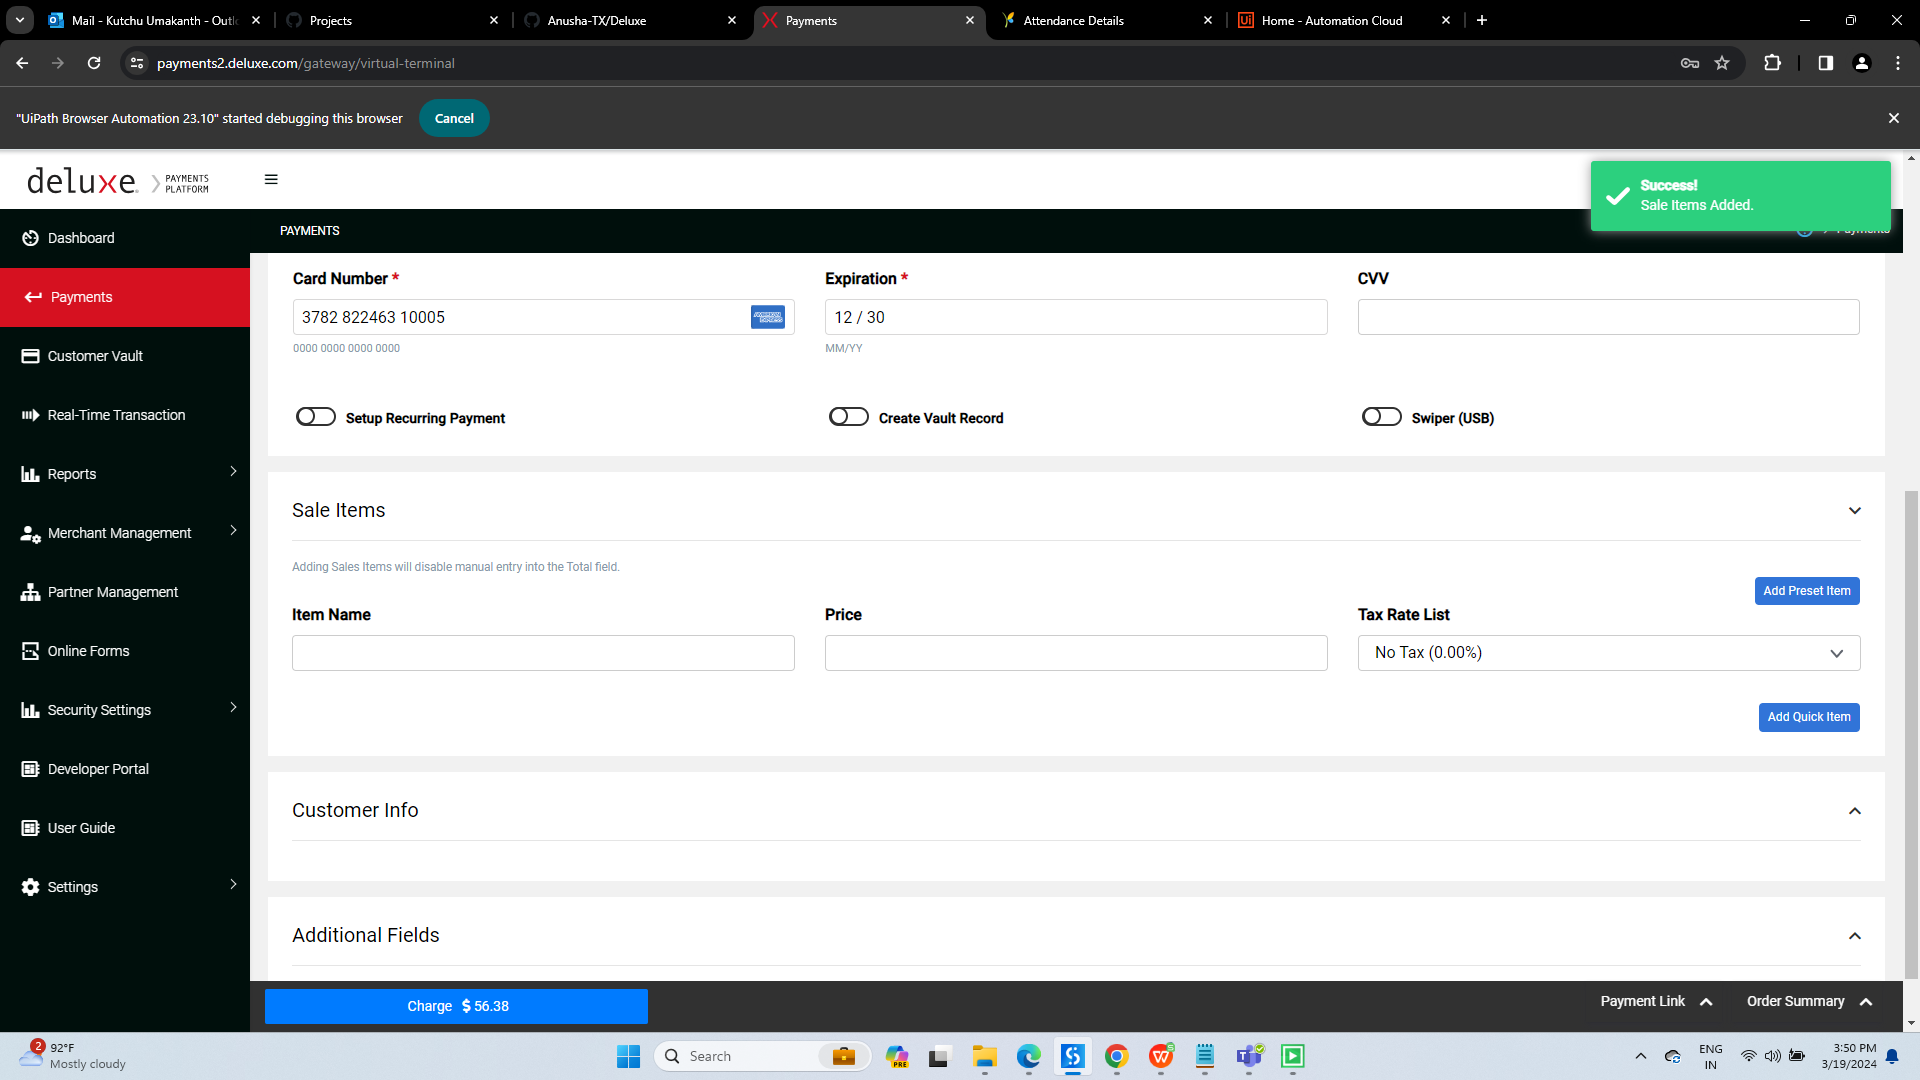 Mail - Kutchu Umakanth - Outlo
Projects
Anusha-TX/Deluxe
Payments
Attendance Details
Home - Automation Cloud
payments2.deluxe.com/gateway/virtual-terminal
"UiPath Browser Automation 23.10" started debugging this browser
Cancel
deluxe. PAYMENTS
PLATFORM
Success!
Sale Items Added.
PAYMENTS
Payments
Dashboard
Payments
Customer Vault
Real-Time Transaction
Reports
Merchant Management
Partner Management
Online Forms
Security Settings
Developer Portal
User Guide
Settings
Card Number *
Expiration *
CVV
3782 822463 10005
12 / 30
0000 0000 0000 0000
MM/YY
Setup Recurring Payment
Create Vault Record
Swiper (USB)
Sale Items
Adding Sales Items will disable manual entry into the Total field.
Add Preset Item
Item Name
Price
Tax Rate List
No Tax (0.00%)
Add Quick Item
Customer Info
Additional Fields
Charge $ 56.38
Payment Link
Order Summary
2
92°F
Mostly cloudy
Search
PRE
ENG
IN
3:50 PM
3/19/2024